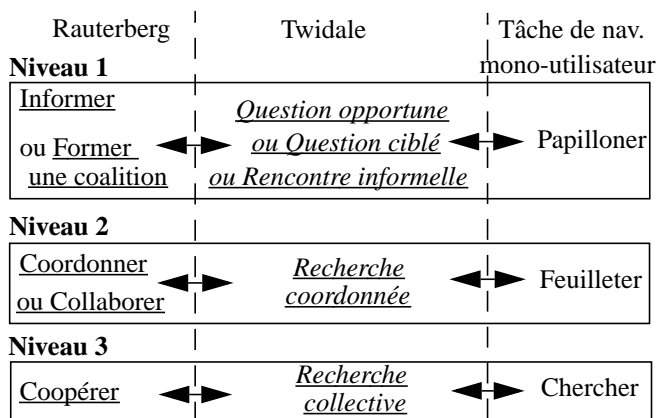 Rauterberg Twidale Tâche de nav.
mono-utilisateur
Niveau 1
Informer
ou Former
une coalition
Question opportune
ou Question ciblé
ou Rencontre informelle
Papilloner
Niveau 2
Coordonner
ou Collaborer
Recherche
coordonnée
Feuilleter
Niveau 3
Coopérer
Recherche
collective
Chercher